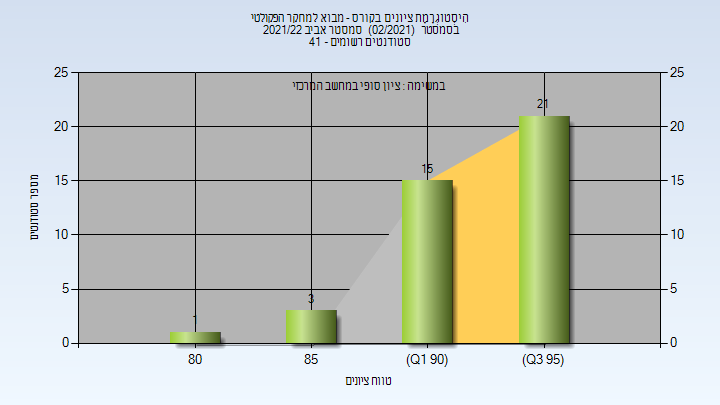 היסטוגרמת ציונים בקורס - מבוא למחקר הפקולטי
בסמסטר (02/2021) סמסטר אביב 2021/22
סטודנטים רשומים - 41
במשימה : ציון סופי במחשב המרכזי
25 25
20 20
15 15
10 10
5 5
0 0
1 3 15 21
80 85 (Q1 90) (Q3 95)
מספר סטודנטים
טווח ציונים